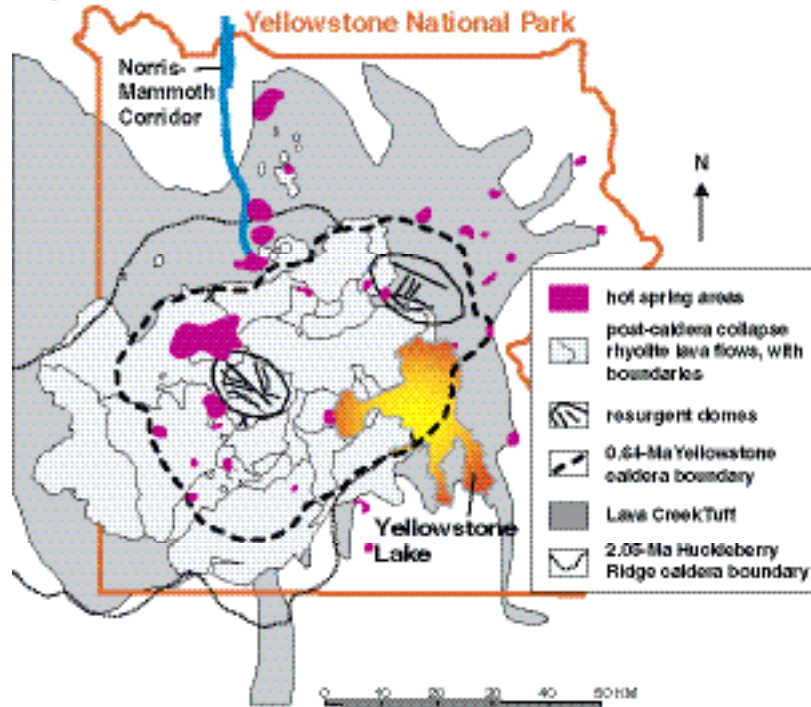 Yellowstone National Park
Norris-
Mammoth
Corridor
N
hot spring areas
post-caldera collapse
rhyolite lava flows, with
boundaries
resurgent domes
0.64-Ma Yellowstone
caldera boundary
Lava Creek Tuff
2.05-Ma Huckleberry
Ridge caldera boundary
Yellowstone
Lake
0 10 20 30 40 50 KM